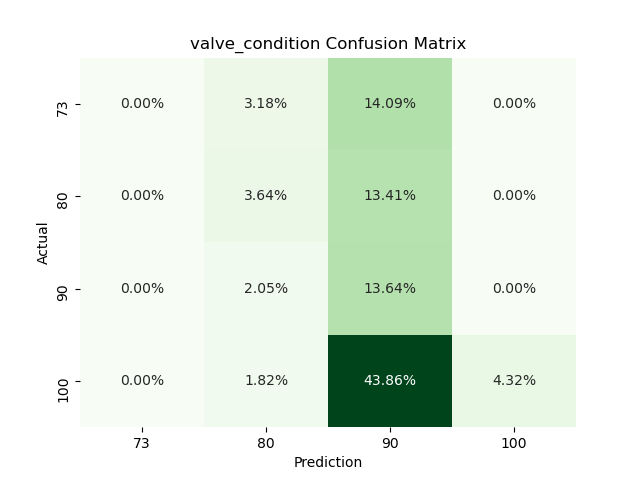 valve_condition Confusion Matrix
73 0.00% 3.18% 14.09% 0.00%
80 0.00% 3.64% 13.41% 0.00%
90 0.00% 2.05% 13.64% 0.00%
100 0.00% 1.82% 43.86% 4.32%
Actual
73 80 90 100
Prediction